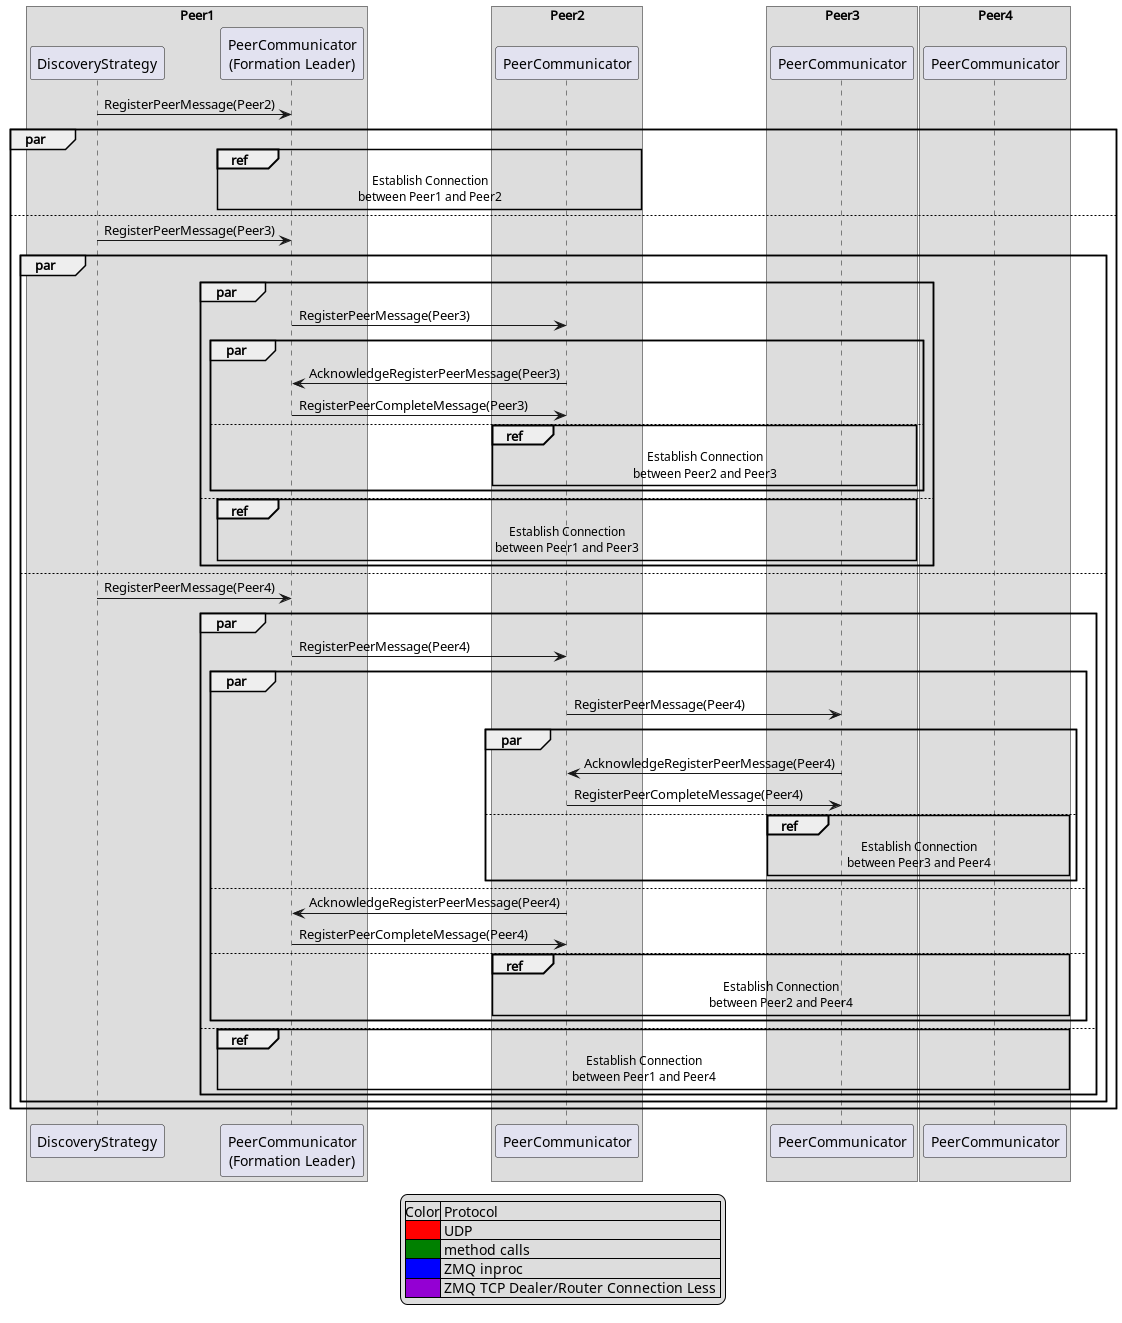 Peer1
Peer2
Peer3
Peer4
DiscoveryStrategy
PeerCommunicator
(Formation Leader)
PeerCommunicator
PeerCommunicator
PeerCommunicator
RegisterPeerMessage(Peer2)
par
ref
Establish Connection
between Peer1 and Peer2
RegisterPeerMessage(Peer3)
par
par
RegisterPeerMessage(Peer3)
par
AcknowledgeRegisterPeerMessage(Peer3)
RegisterPeerCompleteMessage(Peer3)
ref
Establish Connection
between Peer2 and Peer3
ref
Establish Connection
between Peer1 and Peer3
RegisterPeerMessage(Peer4)
par
RegisterPeerMessage(Peer4)
par
RegisterPeerMessage(Peer4)
par
AcknowledgeRegisterPeerMessage(Peer4)
RegisterPeerCompleteMessage(Peer4)
ref
Establish Connection
between Peer3 and Peer4
AcknowledgeRegisterPeerMessage(Peer4)
RegisterPeerCompleteMessage(Peer4)
ref
Establish Connection
between Peer2 and Peer4
ref
Establish Connection
between Peer1 and Peer4
DiscoveryStrategy
PeerCommunicator
(Formation Leader)
PeerCommunicator
PeerCommunicator
PeerCommunicator
Color Protocol
UDP
method calls
ZMQ inproc
ZMQ TCP Dealer/Router Connection Less